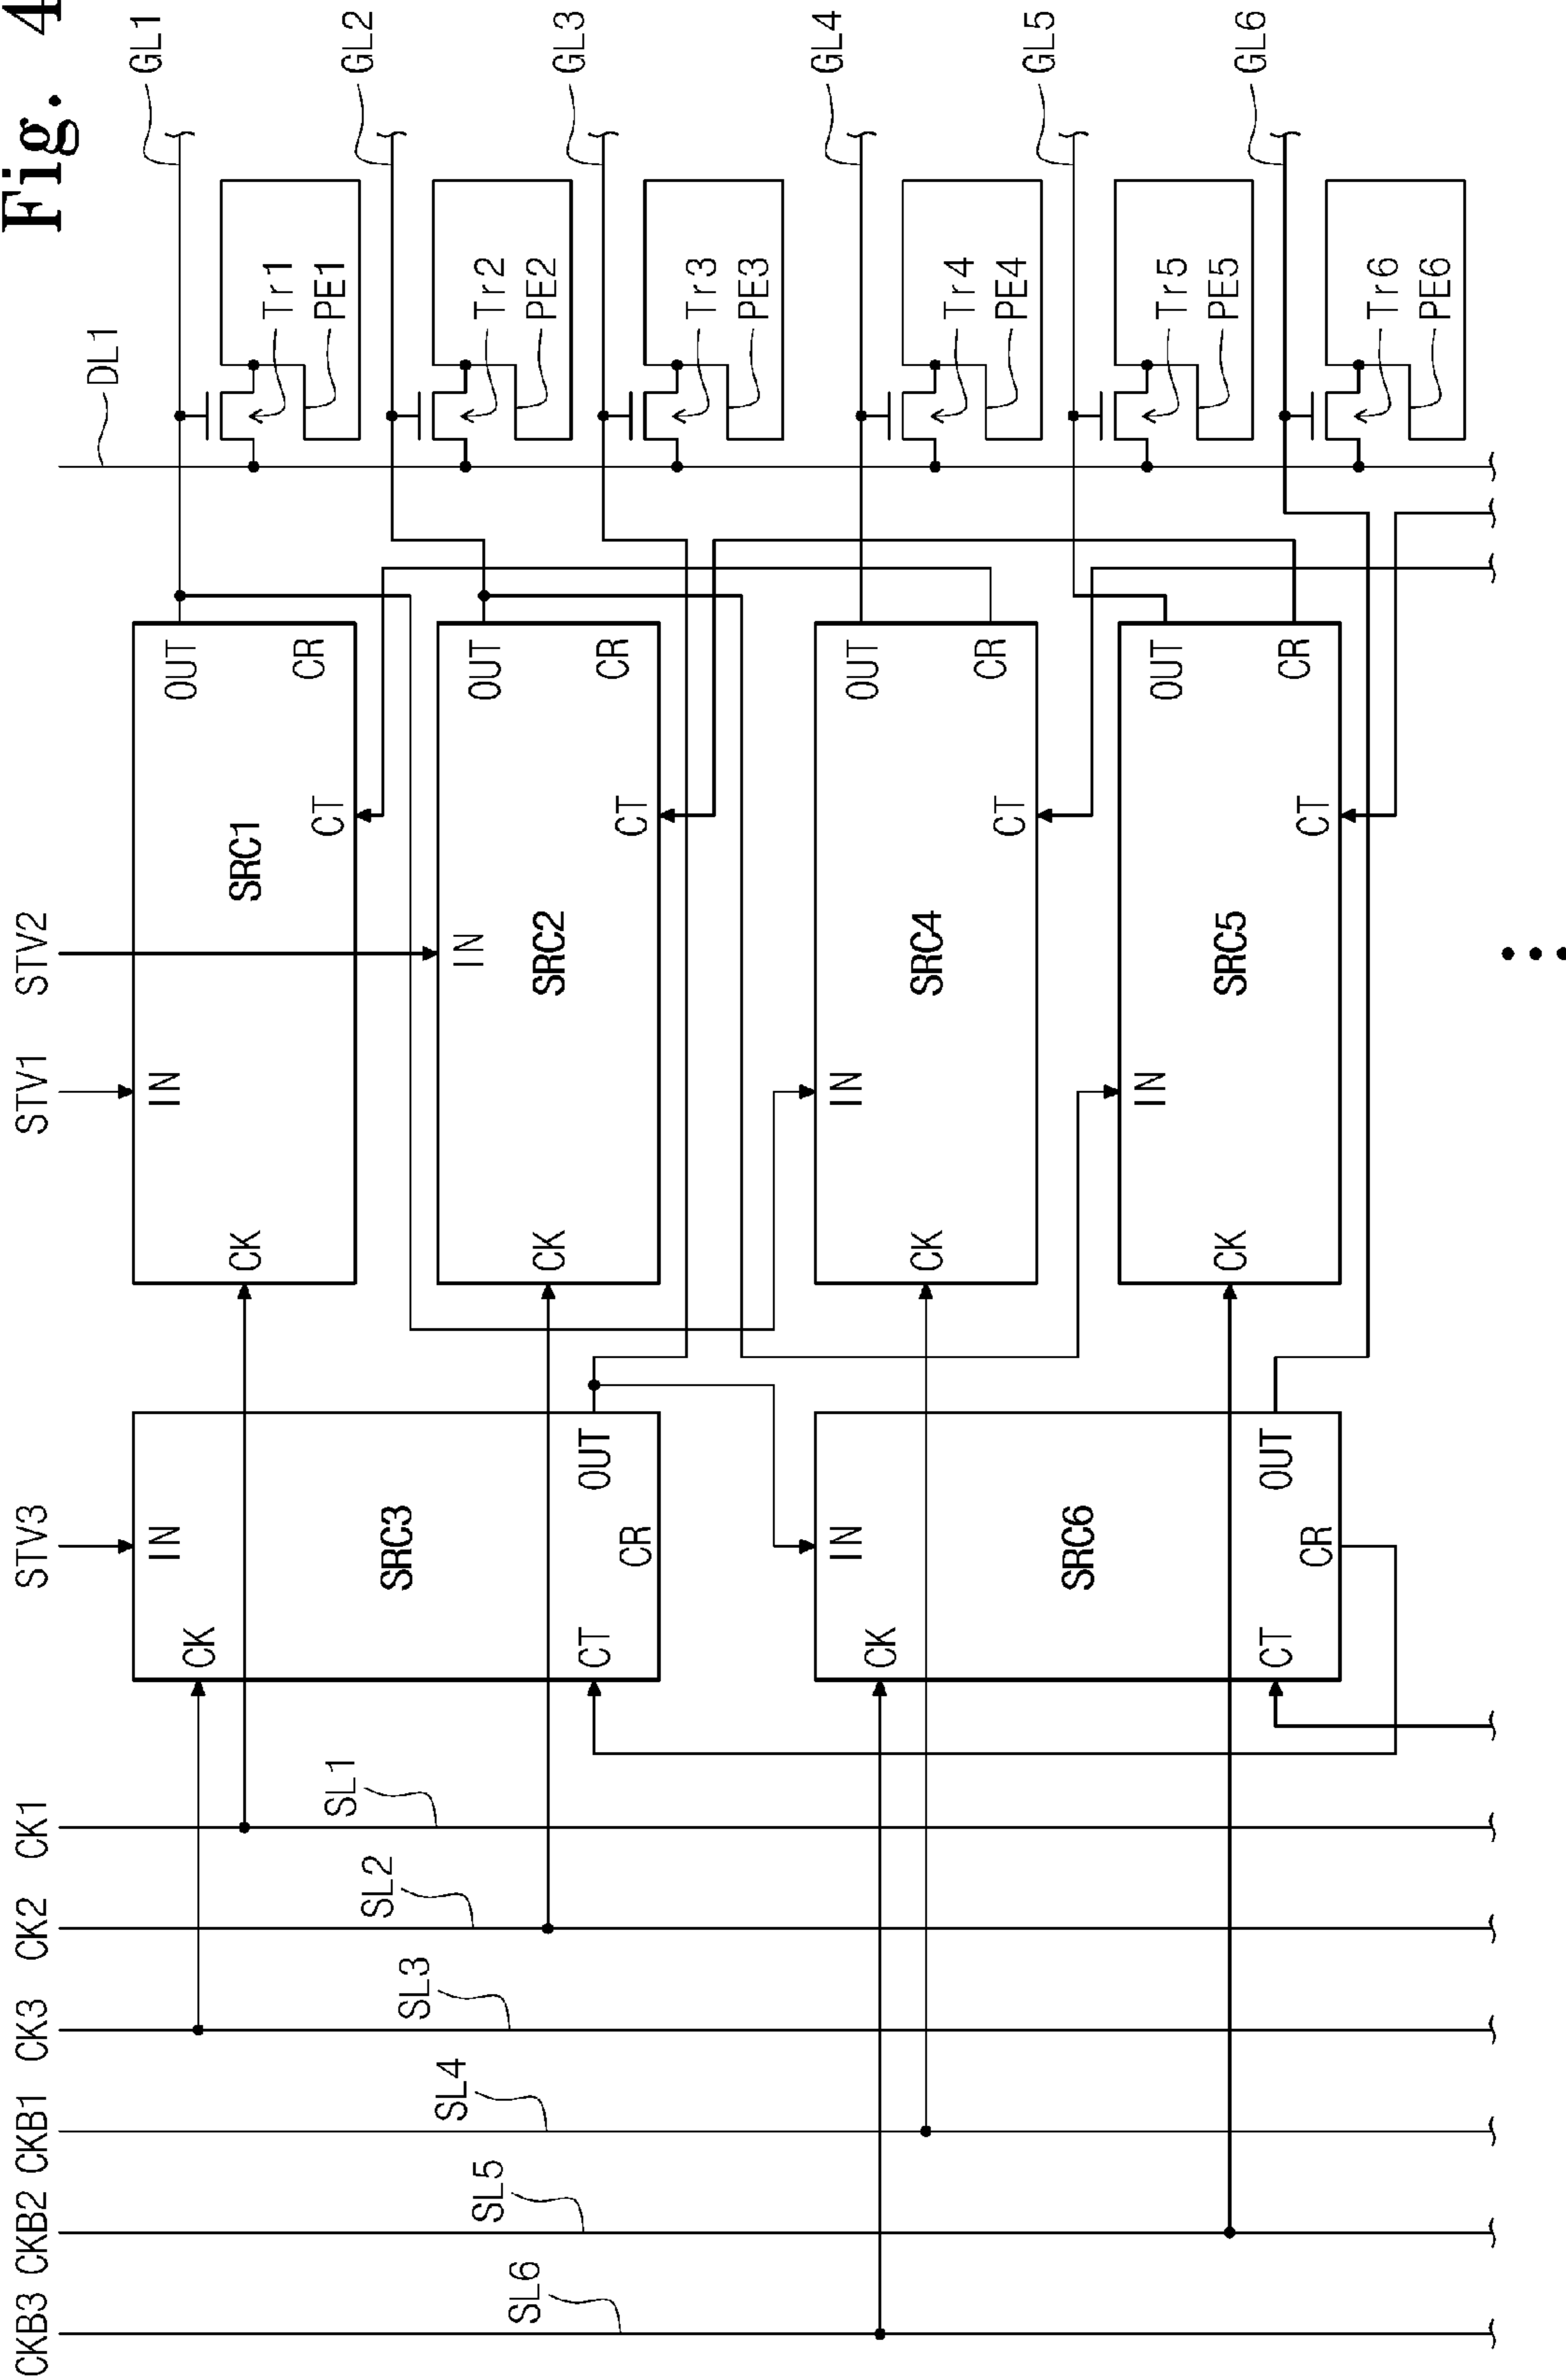 Fig. 4
CKB3 CKB2 CKB1 CK3 CK2 CK1 STV3 STV1 STV2
DL1
GL1
GL2
GL3
GL4
GL5
GL6
SL1
SL2
SL3
SL4
SL5
SL6
CK
IN
SRC3
CT
CR
OUT
CK
IN
SRC1
CT
OUT
CR
CK
IN
SRC2
CT
OUT
CR
CK
IN
SRC6
CT
CR
OUT
CK
IN
SRC4
CT
OUT
CR
CK
IN
SRC5
CT
OUT
CR
Tr1
PE1
Tr2
PE2
Tr3
PE3
Tr4
PE4
Tr5
PE5
Tr6
PE6